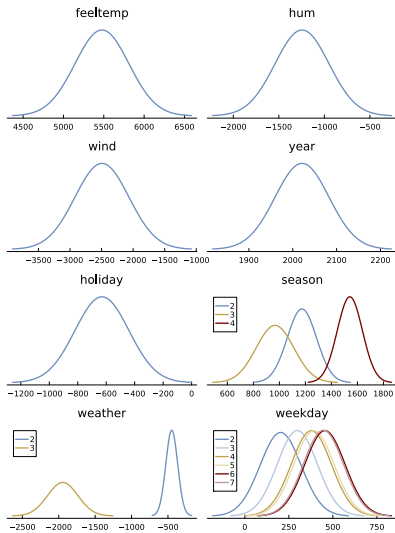 feeltemp hum
4500 5000 5500 6000 6500 −2000 −1500 −1000 −500
wind year
−3500 −3000 −2500 −2000 −1500 −1000 1900 2000 2100 2200
holiday season
2
3
4
−1200 −1000 −800 −600 −400 −200 0 600 800 1000 1200 1400 1600 1800
weather weekday
2 2
3 3
4
5
6
7
−2500 −2000 −1500 −1000 −500 0 250 500 750